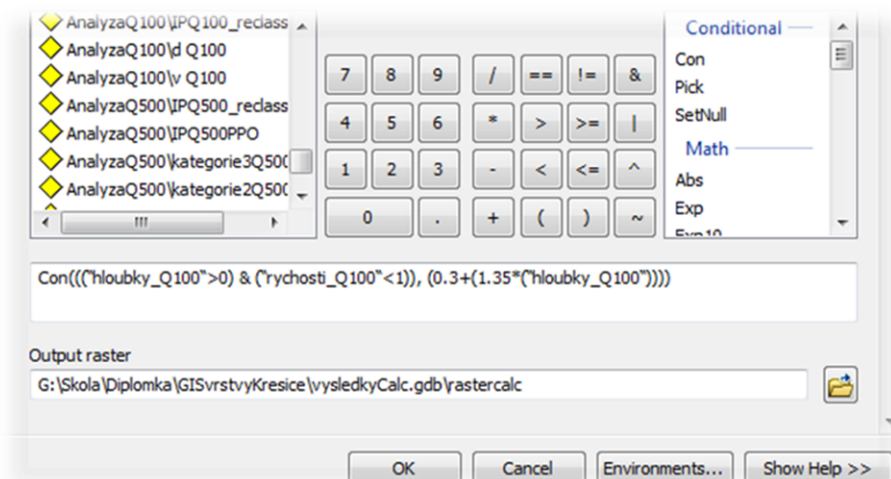 AnalyzaQ100\IPQ100_reclass
AnalyzaQ100\d Q100
AnalyzaQ100\v Q100
AnalyzaQ500\IPQ500_reclass
AnalyzaQ500\IPQ500PPO
AnalyzaQ500\kategorie3Q500
AnalyzaQ500\kategorie2Q500
7 8 9 / == != &
4 5 6 * > >= |
1 2 3 - < <= ^
0 . + ( ) ~
Conditional
Con
Pick
SetNull
Math
Abs
Exp
Exp10
Con((("hloubky_Q100">0) & ("rychosti_Q100"<1)), (0.3+(1.35*("hloubky_Q100"))))
Output raster
G:\Skola\Diplomka\GISvrstvyKresice\vysledkyCalc.gdb\rastercalc
OK Cancel Environments... Show Help >>